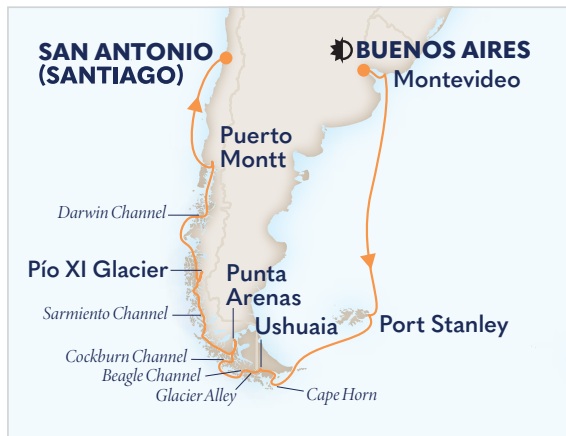 SAN ANTONIO
(SANTIAGO)
BUENOS AIRES
Montevideo
Puerto
Montt
Darwin Channel
Pío XI Glacier
Punta
Arenas
Sarmiento Channel
Ushuaia
Port Stanley
Cockburn Channel
Beagle Channel
Glacier Alley
Cape Horn